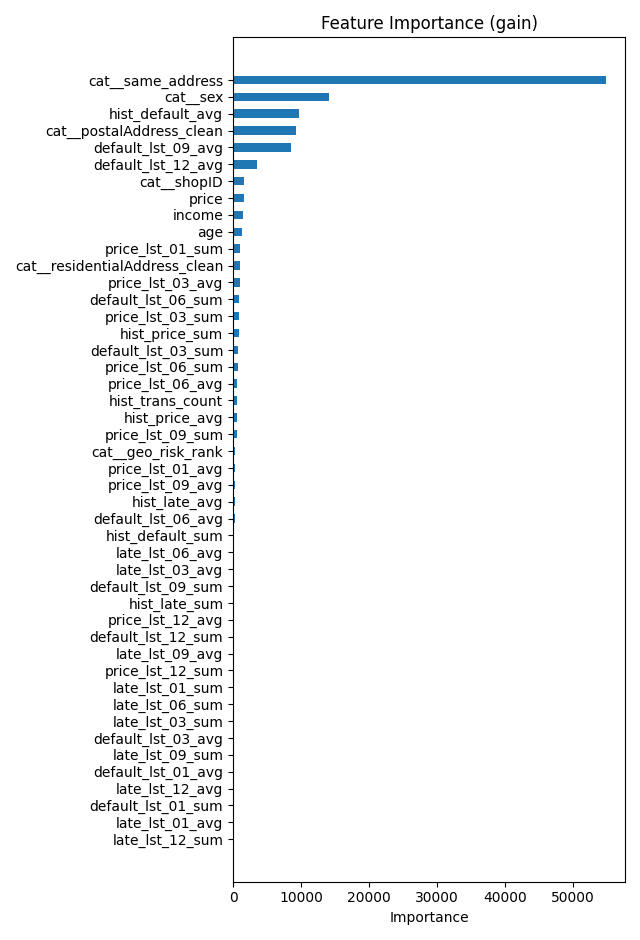 Feature Importance (gain)
cat__same_address
cat__sex
hist_default_avg
cat__postalAddress_clean
default_lst_09_avg
default_lst_12_avg
cat__shopID
price
income
age
price_lst_01_sum
cat__residentialAddress_clean
price_lst_03_avg
default_lst_06_sum
price_lst_03_sum
hist_price_sum
default_lst_03_sum
price_lst_06_sum
price_lst_06_avg
hist_trans_count
hist_price_avg
price_lst_09_sum
cat__geo_risk_rank
price_lst_01_avg
price_lst_09_avg
hist_late_avg
default_lst_06_avg
hist_default_sum
late_lst_06_avg
late_lst_03_avg
default_lst_09_sum
hist_late_sum
price_lst_12_avg
default_lst_12_sum
late_lst_09_avg
price_lst_12_sum
late_lst_01_sum
late_lst_06_sum
late_lst_03_sum
default_lst_03_avg
late_lst_09_sum
default_lst_01_avg
late_lst_12_avg
default_lst_01_sum
late_lst_01_avg
late_lst_12_sum
0 10000 20000 30000 40000 50000
Importance